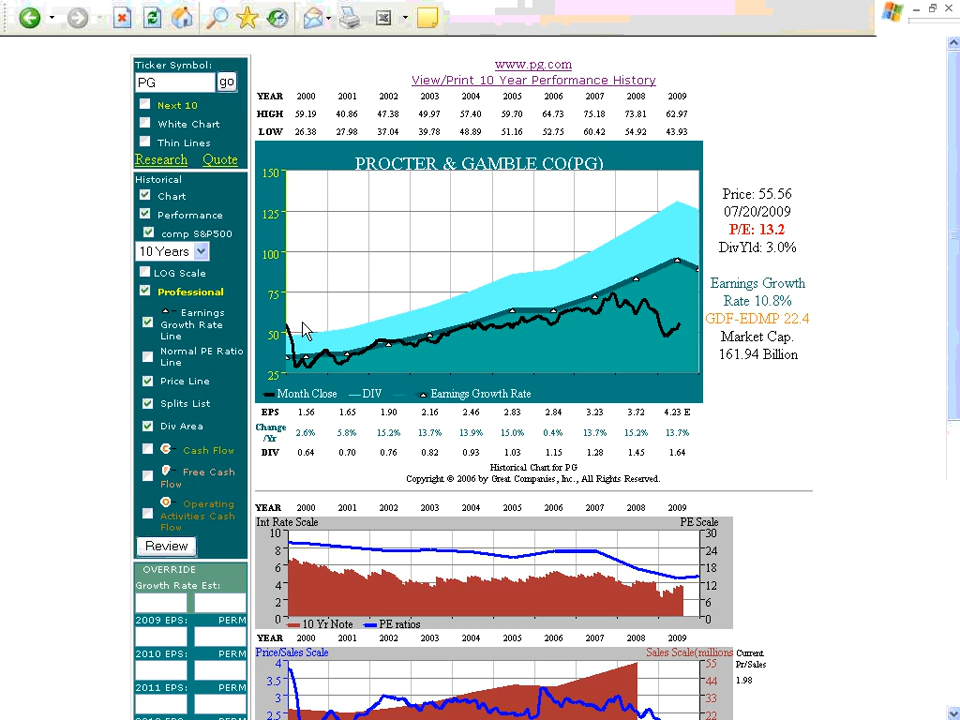 Ticker Symbol:
PG
go
Next 10
White Chart
Thin Lines
Research Quote
Historical
Chart
Performance
comp S&P500
10 Years
LOG Scale
Professional
Earnings
Growth Rate
Line
Normal PE Ratio
Line
Price Line
Splits List
Div Area
Cash Flow
Free Cash
Flow
Operating
Activities Cash
Flow
Review
OVERRIDE
Growth Rate Est:
2009 EPS: PERM
2010 EPS: PERM
2011 EPS: PERM
www.pg.com
View/Print 10 Year Performance History
YEAR 2000 2001 2002 2003 2004 2005 2006 2007 2008 2009
HIGH 59.19 40.86 47.38 49.97 57.40 59.70 64.73 75.18 73.81 62.97
LOW 26.38 27.98 37.04 39.78 48.89 51.16 52.75 60.42 54.92 43.93
PROCTER & GAMBLE CO(PG)
150
125
100
75
50
25
Month Close DIV Earnings Growth Rate
EPS 1.56 1.65 1.90 2.16 2.46 2.83 2.84 3.23 3.72 4.23 E
Change
/Yr 2.6% 5.8% 15.2% 13.7% 13.9% 15.0% 0.4% 13.7% 15.2% 13.7%
DIV 0.64 0.70 0.76 0.82 0.93 1.03 1.15 1.28 1.45 1.64
Historical Chart for PG
Copyright © 2006 by Great Companies, Inc., All Rights Reserved.
Price: 55.56
07/20/2009
P/E: 13.2
DivYld: 3.0%
Earnings Growth
Rate 10.8%
GDF-EDMP 22.4
Market Cap.
161.94 Billion
YEAR 2000 2001 2002 2003 2004 2005 2006 2007 2008 2009
Int Rate Scale PE Scale
10 30
8 24
6 18
4 12
2 6
0 0
10 Yr Note PE ratios
YEAR 2000 2001 2002 2003 2004 2005 2006 2007 2008 2009
Price/Sales Scale Sales Scale(millions
4 55
3.5 44
3 33
2.5 22
Current
Pr/Sales
1.98